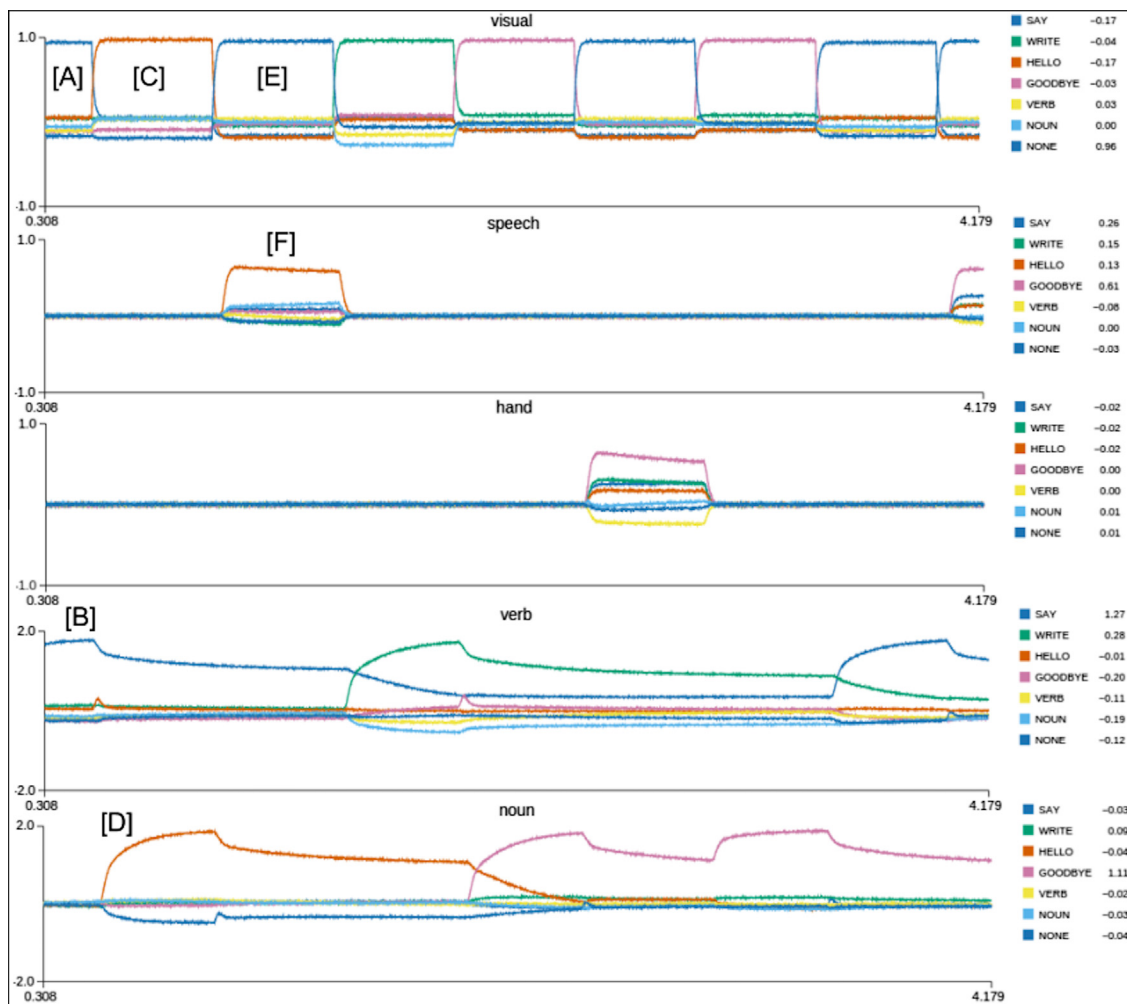 visual
1.0
[A] [C] [E]
-1.0
0.308 4.179
SAY −0.17
WRITE −0.04
HELLO −0.17
GOODBYE −0.03
VERB 0.03
NOUN 0.00
NONE 0.96
speech
1.0
[F]
-1.0
0.308 4.179
SAY 0.26
WRITE 0.15
HELLO 0.13
GOODBYE 0.61
VERB −0.08
NOUN 0.00
NONE −0.03
hand
1.0
-1.0
0.308 4.179
SAY −0.02
WRITE −0.02
HELLO −0.02
GOODBYE 0.00
VERB 0.00
NOUN 0.01
NONE 0.01
[B] verb
2.0
-2.0
0.308 4.179
SAY 1.27
WRITE 0.28
HELLO −0.01
GOODBYE −0.20
VERB −0.11
NOUN −0.19
NONE −0.12
noun
2.0
[D]
-2.0
0.308 4.179
SAY −0.03
WRITE 0.09
HELLO −0.04
GOODBYE 1.11
VERB −0.02
NOUN −0.03
NONE −0.04